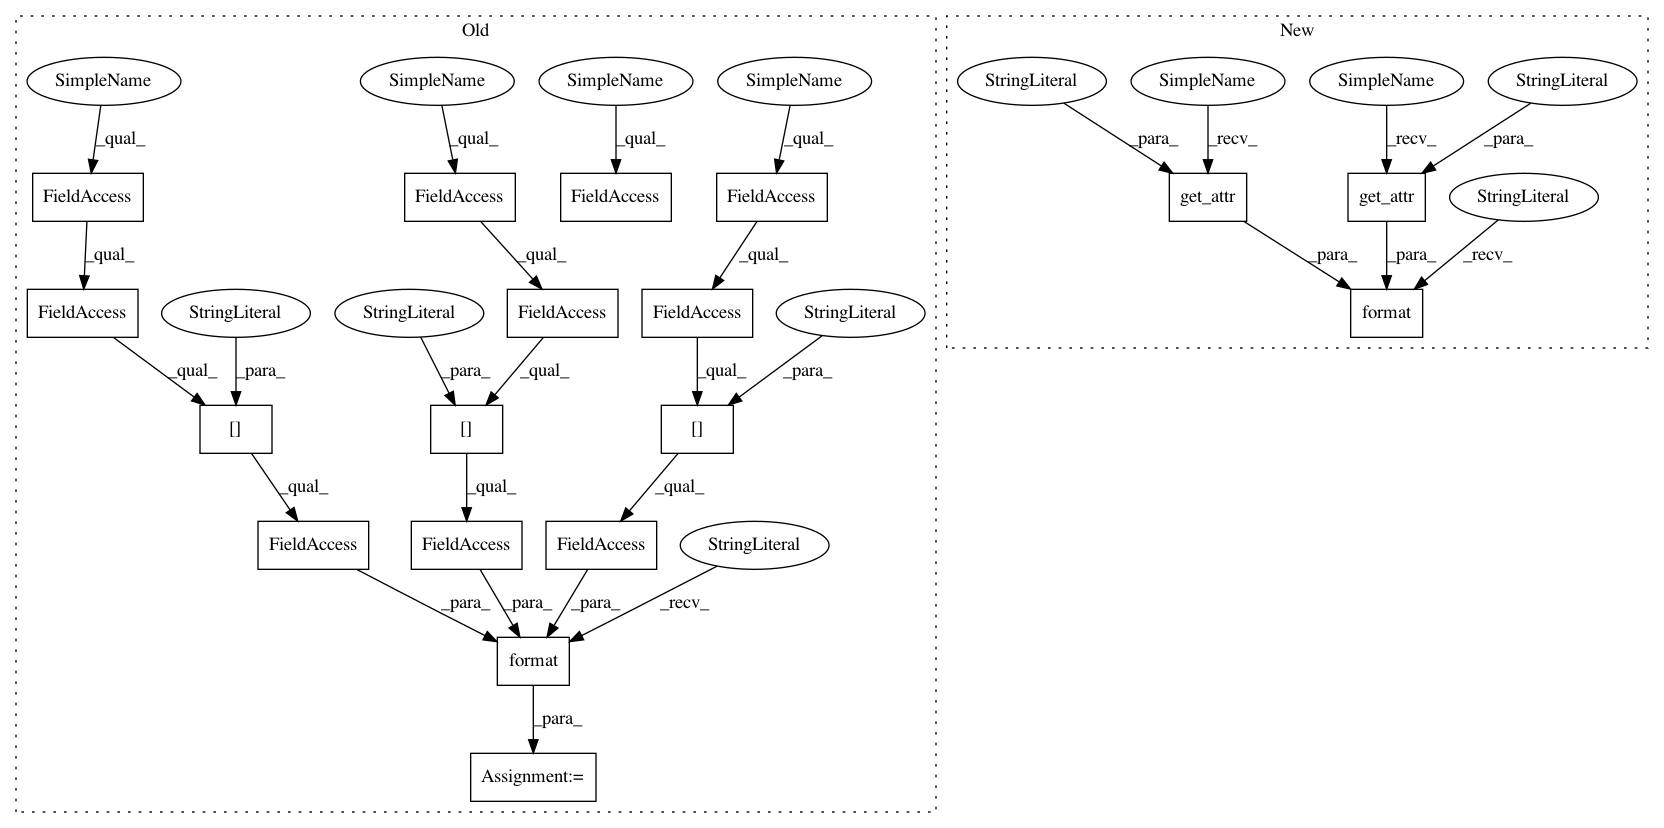 Old
New
SimpleName
SimpleName
SimpleName
SimpleName
StringLiteral
SimpleName
SimpleName
StringLiteral
_qual_
_qual_
_qual_
_qual_
_para_
_recv_
_recv_
_para_
FieldAccess
FieldAccess
FieldAccess
FieldAccess
get_attr
get_attr
StringLiteral
_qual_
_qual_
_qual_
_para_
_para_
_recv_
FieldAccess
StringLiteral
StringLiteral
FieldAccess
FieldAccess
StringLiteral
format
_qual_
_para_
_para_
_qual_
_qual_
_para_
[]
[]
[]
_qual_
_qual_
_qual_
FieldAccess
FieldAccess
FieldAccess
StringLiteral
_para_
_para_
_para_
_recv_
format
_para_
Assignment:=